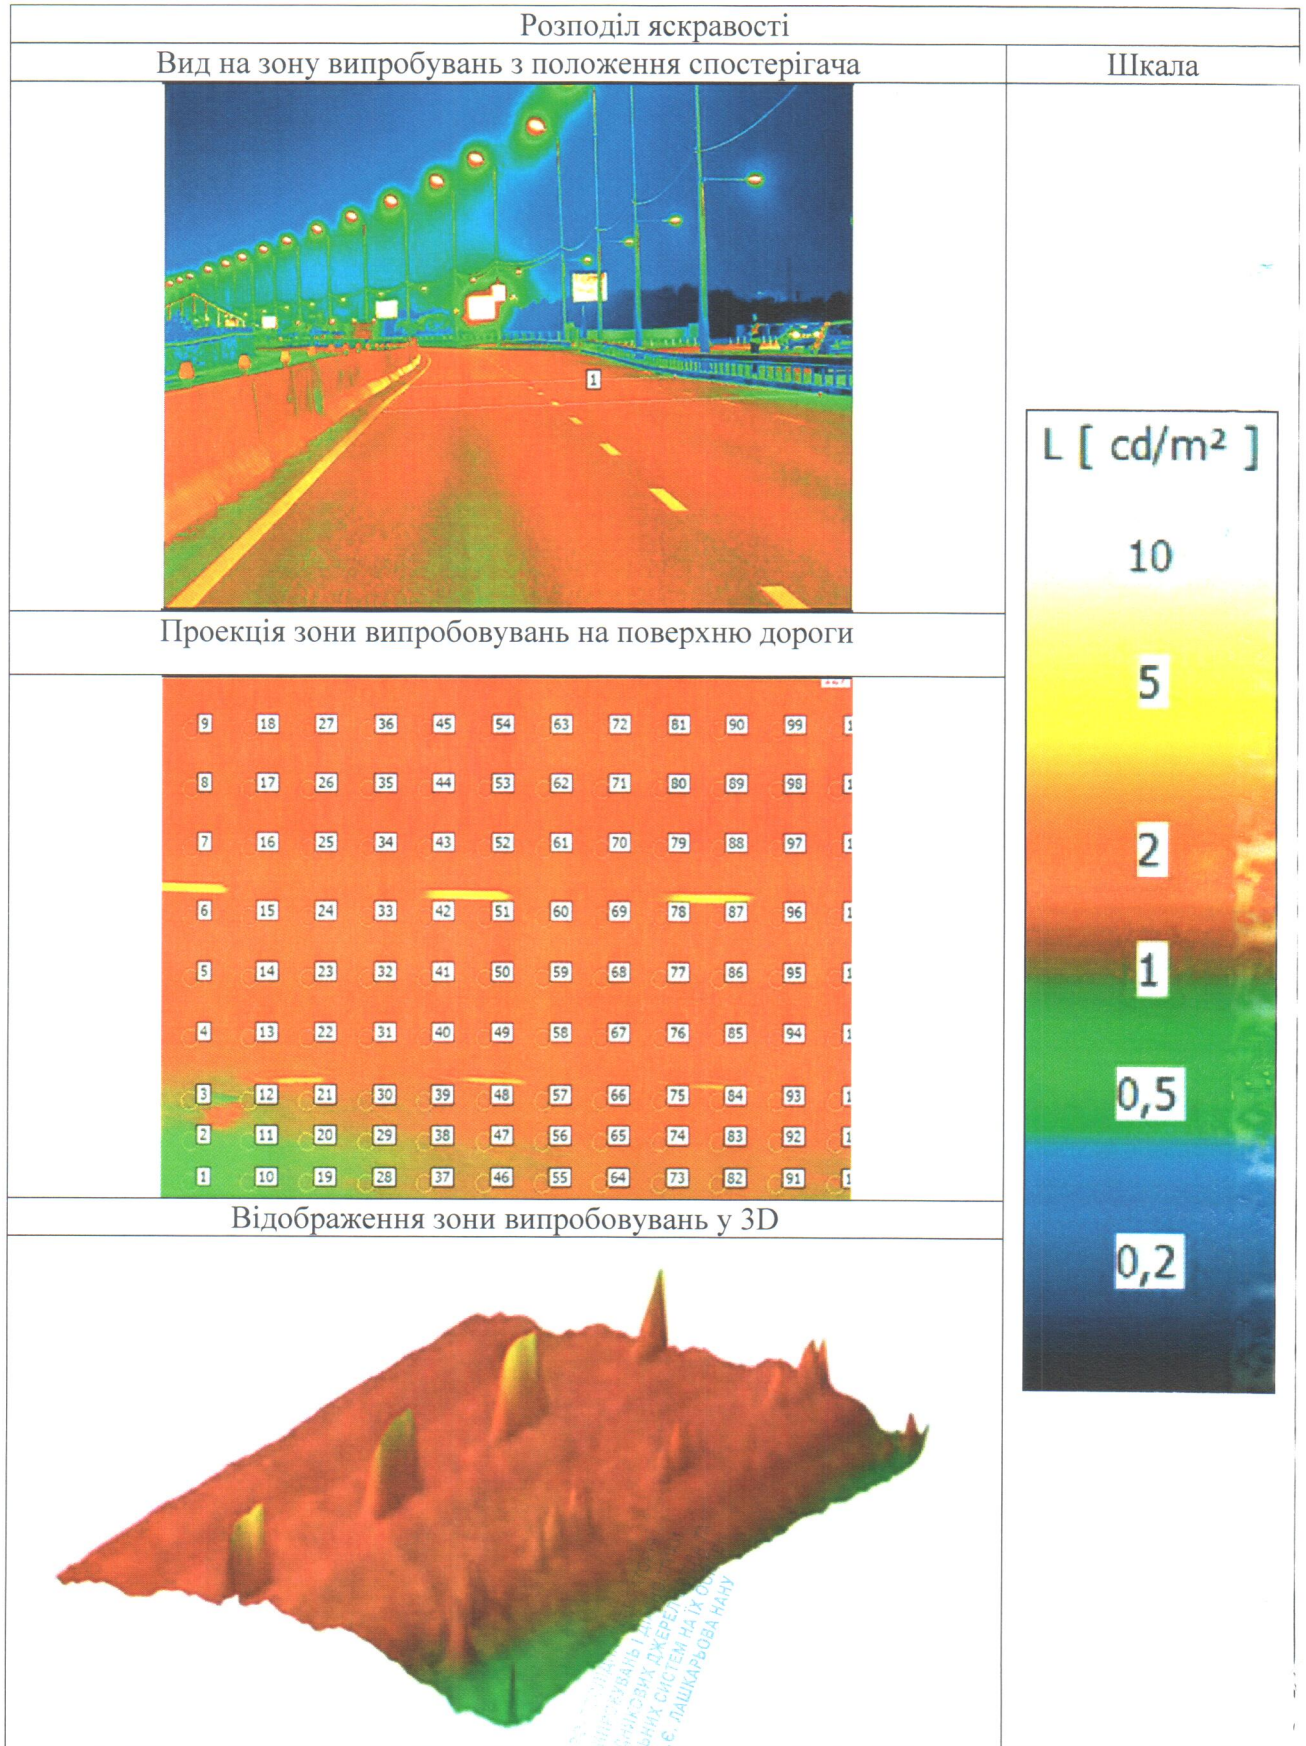 Розподіл яскравості
Вид на зону випробувань з положення спостерігача
Шкала
1
L [ cd/m² ]
10
5
2
1
0,5
0,2
Проекція зони випробовувань на поверхню дороги
9 18 27 36 45 54 63 72 81 90 99
8 17 26 35 44 53 62 71 80 89 98
7 16 25 34 43 52 61 70 79 88 97
6 15 24 33 42 51 60 69 78 87 96
5 14 23 32 41 50 59 68 77 86 95
4 13 22 31 40 49 58 67 76 85 94
3 12 21 30 39 48 57 66 75 84 93
2 11 20 29 38 47 56 65 74 83 92
1 10 19 28 37 46 55 64 73 82 91
Відображення зони випробовувань у 3D
ДЖЕРЕЛ
СИСТЕМ НА ЇХ
Є. ЛАШКАРЬОВА НАНУ